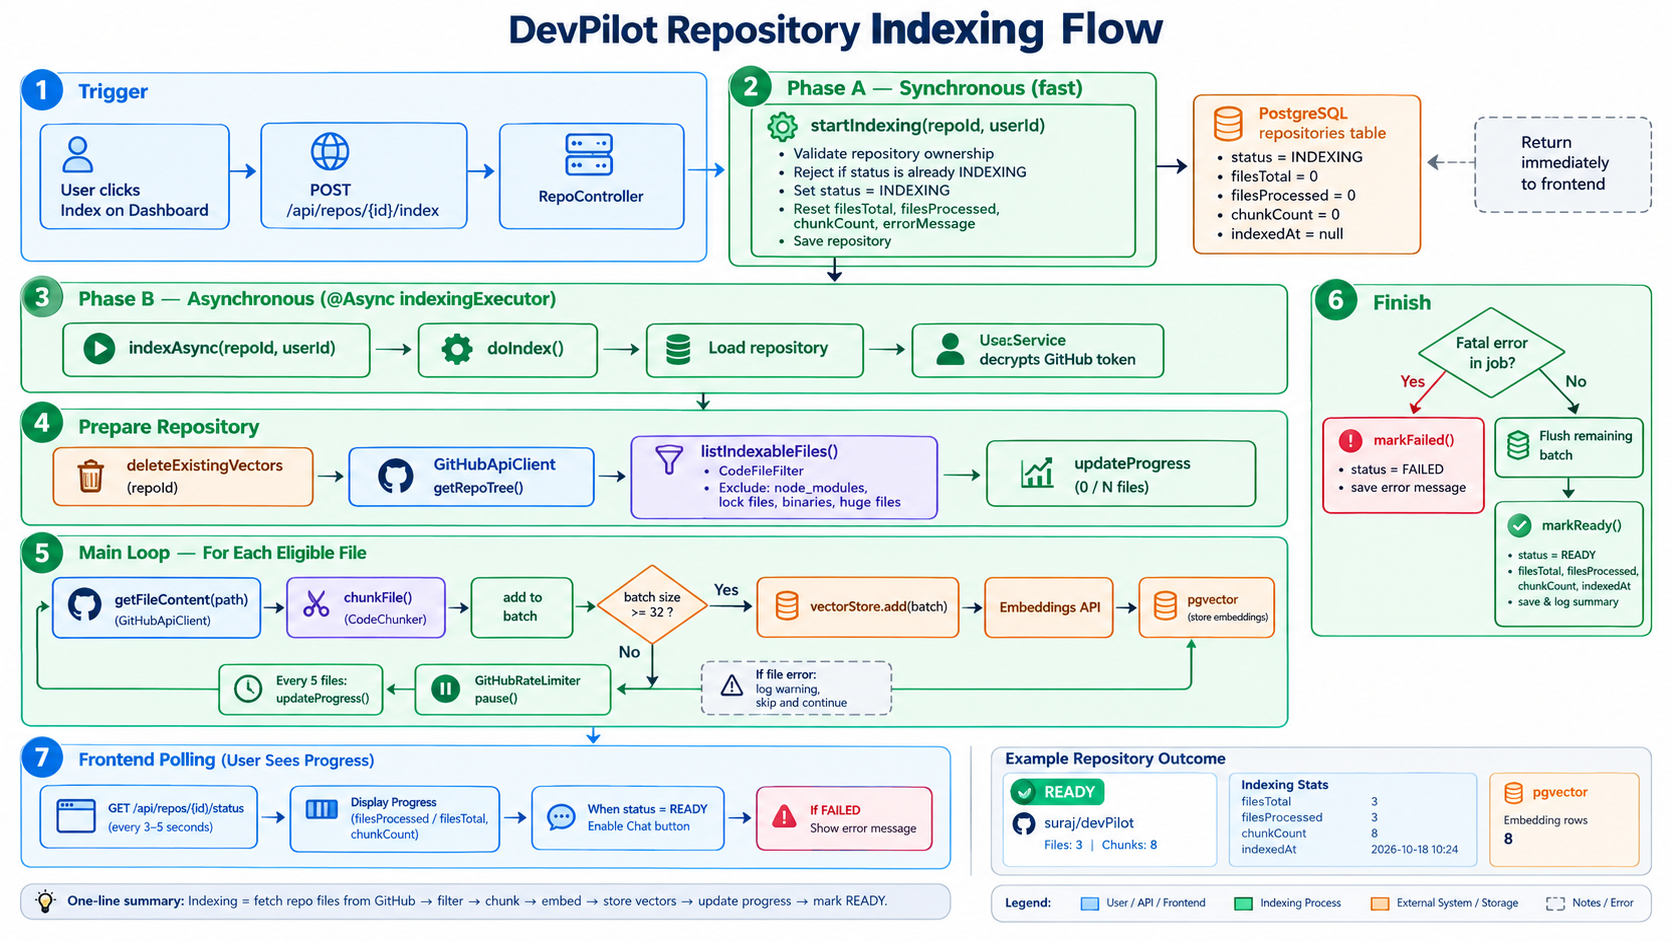 DevPilot Repository Indexing Flow
1
Trigger
User clicks
Index on Dashboard
POST
/api/repos/{id}/index
RepoController
2
Phase A — Synchronous (fast)
startIndexing(repoId, userId)
• Validate repository ownership
• Reject if status is already INDEXING
• Set status = INDEXING
• Reset filesTotal, filesProcessed,
chunkCount, errorMessage
• Save repository
PostgreSQL
repositories table
• status = INDEXING
• filesTotal = 0
• filesProcessed = 0
• chunkCount = 0
• indexedAt = null
Return
immediately
to frontend
3
Phase B — Asynchronous (@Async indexingExecutor)
indexAsync(repoId, userId)
doIndex()
Load repository
UserService
decrypts GitHub token
4
Prepare Repository
deleteExistingVectors
(repoId)
GitHubApiClient
getRepoTree()
listIndexableFiles()
• CodeFileFilter
• Exclude: node_modules,
lock files, binaries, huge files
updateProgress
(0 / N files)
5
Main Loop — For Each Eligible File
getFileContent(path)
(GitHubApiClient)
chunkFile()
(CodeChunker)
add to
batch
batch size
>= 32 ?
Yes
No
vectorStore.add(batch)
Embeddings API
pgvector
(store embeddings)
Every 5 files:
updateProgress()
GitHubRateLimiter
pause()
If file error:
log warning,
skip and continue
6
Finish
Fatal error
in job?
Yes
No
markFailed()
• status = FAILED
• save error message
Flush remaining
batch
markReady()
• status = READY
• filesTotal, filesProcessed,
chunkCount, indexedAt
• save & log summary
7
Frontend Polling (User Sees Progress)
GET /api/repos/{id}/status
(every 3–5 seconds)
Display Progress
(filesProcessed / filesTotal,
chunkCount)
When status = READY
Enable Chat button
If FAILED
Show error message
Example Repository Outcome
READY
suraj/devPilot
Files: 3 | Chunks: 8
Indexing Stats
filesTotal 3
filesProcessed 3
chunkCount 8
indexedAt 2026-10-18 10:24
pgvector
Embedding rows
8
One-line summary: Indexing = fetch repo files from GitHub → filter → chunk → embed → store vectors → update progress → mark READY.
Legend: User / API / Frontend Indexing Process External System / Storage Notes / Error